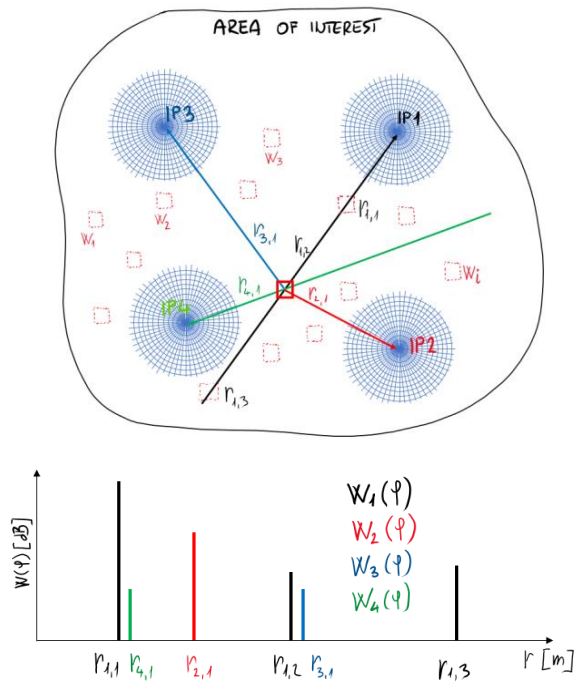 AREA OF INTEREST
IP3
IP1
W₃
W₂
r₁,₁
W₁
r₃,₁
r₁,₂
Wᵢ
r₄,₁
r₂,₁
IP4
IP2
r₁,₃
W(φ) [dB]
W₁(φ)
W₂(φ)
W₃(φ)
W₄(φ)
r₁,₁ r₄,₁ r₂,₁ r₁,₂ r₃,₁ r₁,₃ r [m]